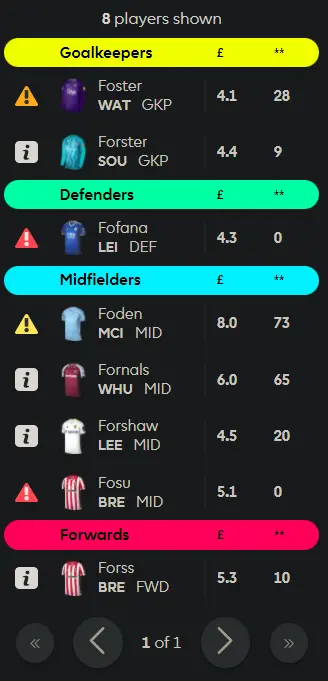 8 players shown
Goalkeepers £ **
Foster
WAT GKP 4.1 28
Forster
SOU GKP 4.4 9
Defenders £ **
Fofana
LEI DEF 4.3 0
Midfielders £ **
Foden
MCI MID 8.0 73
Fornals
WHU MID 6.0 65
Forshaw
LEE MID 4.5 20
Fosu
BRE MID 5.1 0
Forwards £ **
Forss
BRE FWD 5.3 10
« < 1 of 1 > »